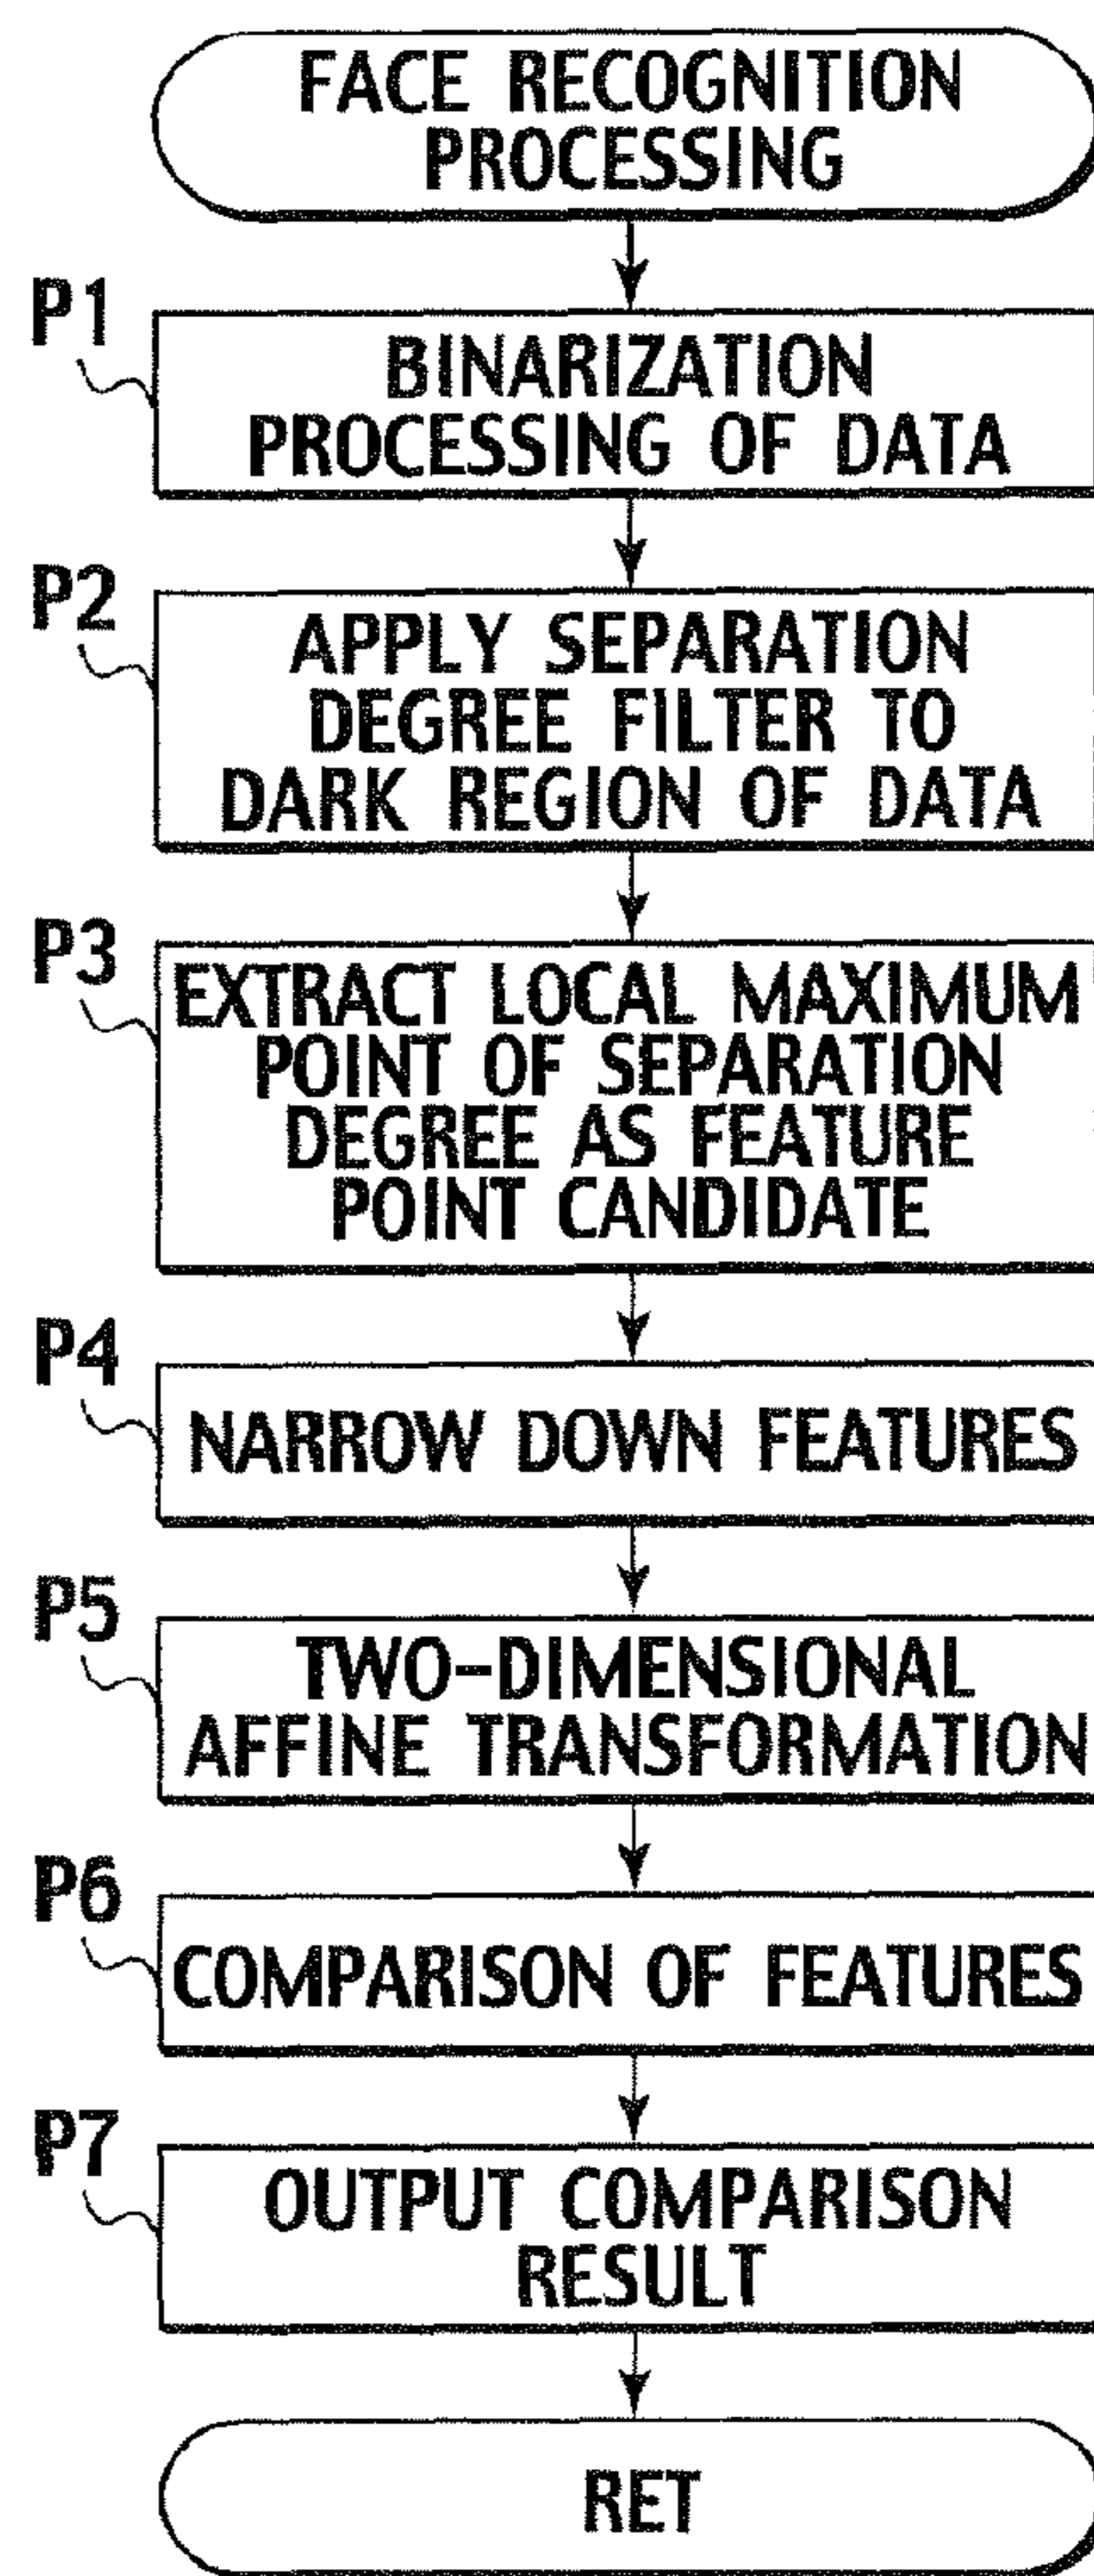 FACE RECOGNITION
PROCESSING
P1
BINARIZATION
PROCESSING OF DATA
P2
APPLY SEPARATION
DEGREE FILTER TO
DARK REGION OF DATA
P3
EXTRACT LOCAL MAXIMUM
POINT OF SEPARATION
DEGREE AS FEATURE
POINT CANDIDATE
P4
NARROW DOWN FEATURES
P5
TWO-DIMENSIONAL
AFFINE TRANSFORMATION
P6
COMPARISON OF FEATURES
P7
OUTPUT COMPARISON
RESULT
RET